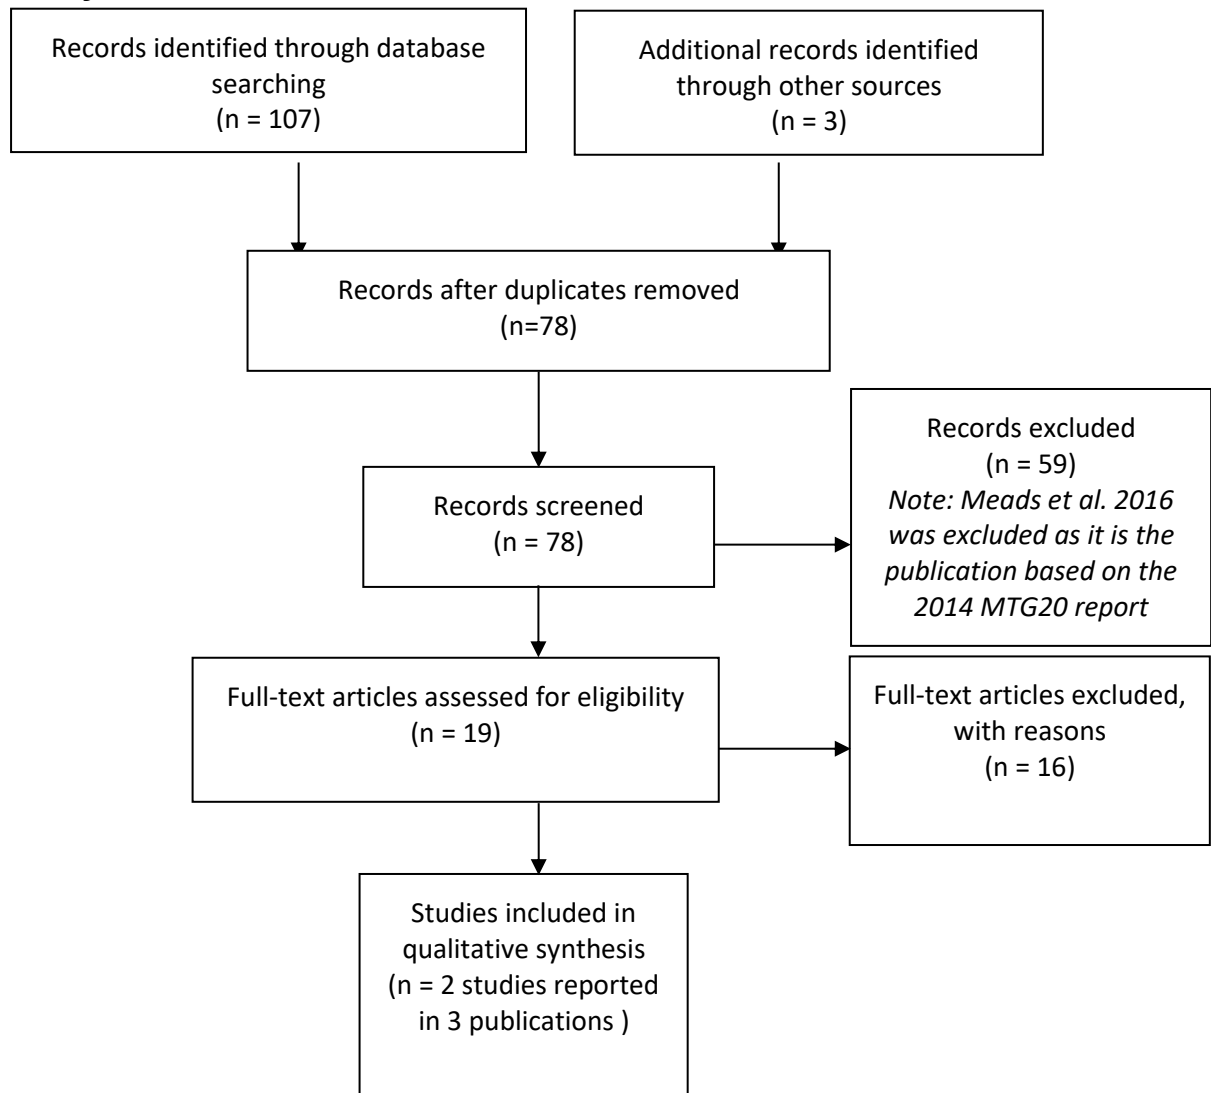 Records identified through database
searching
(n = 107)
Additional records identified
through other sources
(n = 3)
Records after duplicates removed
(n=78)
Records screened
(n = 78)
Records excluded
(n = 59)
Note: Meads et al. 2016
was excluded as it is the
publication based on the
2014 MTG20 report
Full-text articles assessed for eligibility
(n = 19)
Full-text articles excluded,
with reasons
(n = 16)
Studies included in
qualitative synthesis
(n = 2 studies reported
in 3 publications )